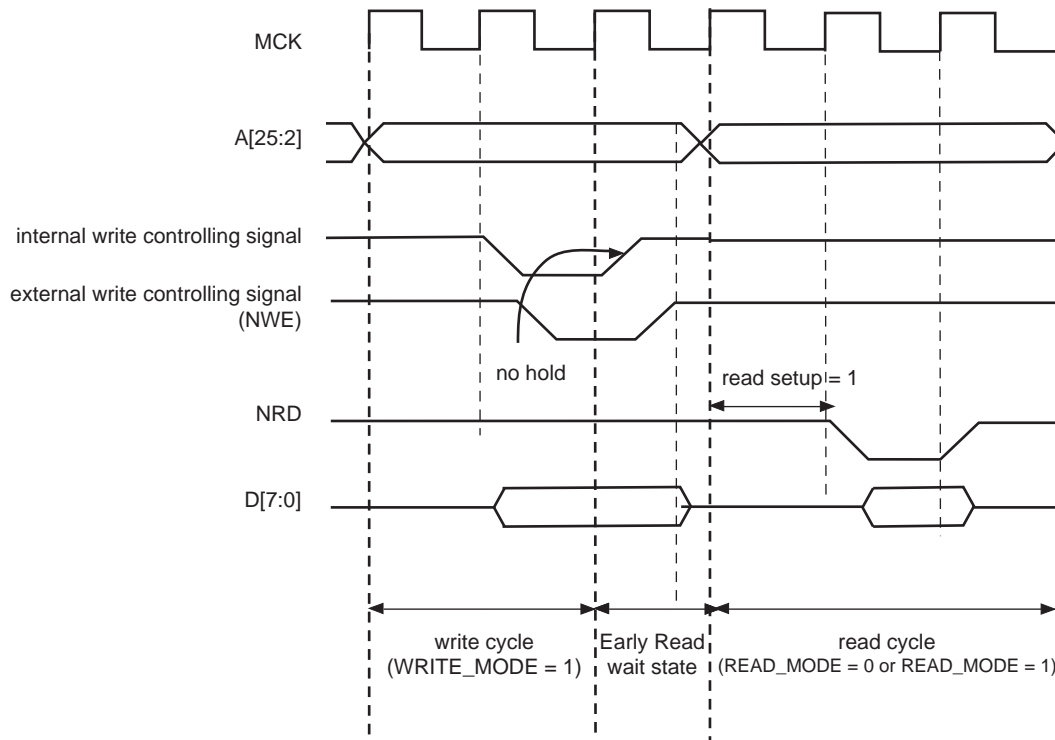 MCK
A[25:2]
internal write controlling signal
external write controlling signal
(NWE)
no hold
read setup = 1
NRD
D[7:0]
write cycle
(WRITE_MODE = 1)
Early Read
wait state
read cycle
(READ_MODE = 0 or READ_MODE = 1)